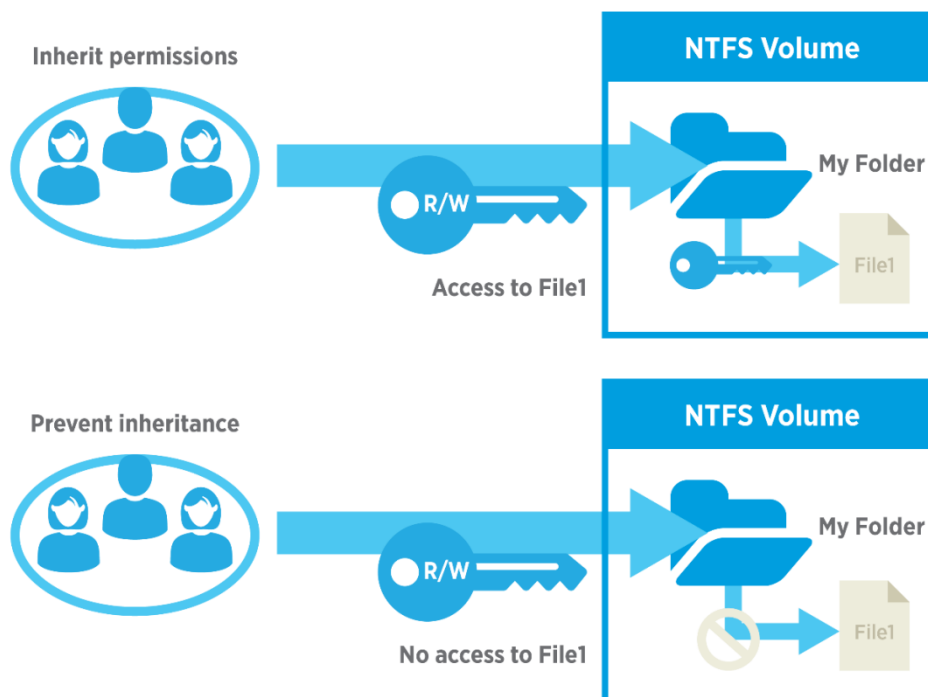 NTFS Volume
Inherit permissions
My Folder
R/W
File1
Access to File1
NTFS Volume
Prevent inheritance
My Folder
R/W
File1
No access to File1